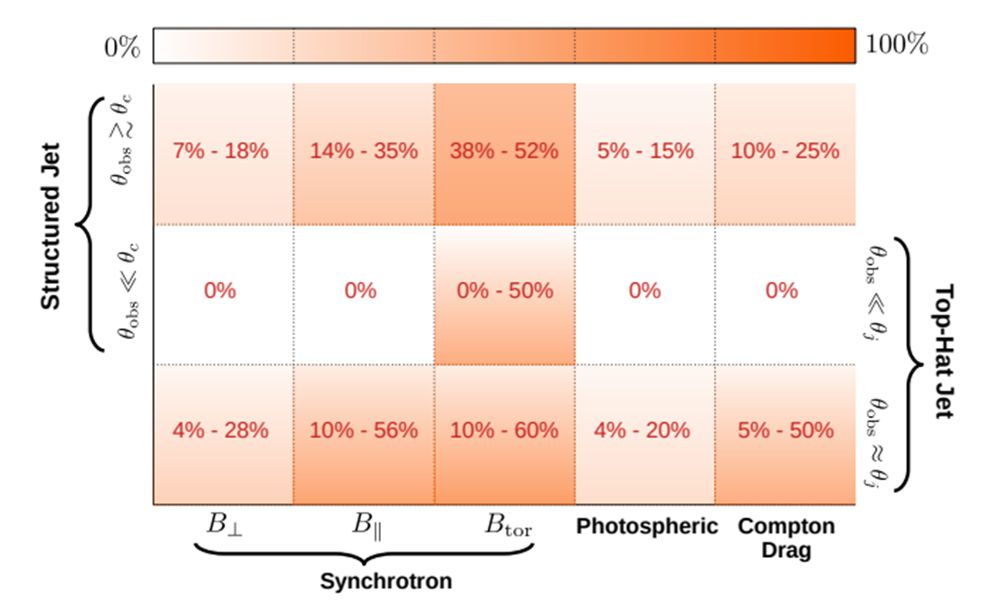 0% 100%
Structured Jet
θobs ≳ θc
7% - 18% 14% - 35% 38% - 52% 5% - 15% 10% - 25%
θobs ≪ θc
0% 0% 0% - 50% 0% 0%
θobs ≪ θj
Top-Hat Jet
4% - 28% 10% - 56% 10% - 60% 4% - 20% 5% - 50%
θobs ≈ θj
B⊥ B∥ Btor Photospheric Compton
Drag
Synchrotron